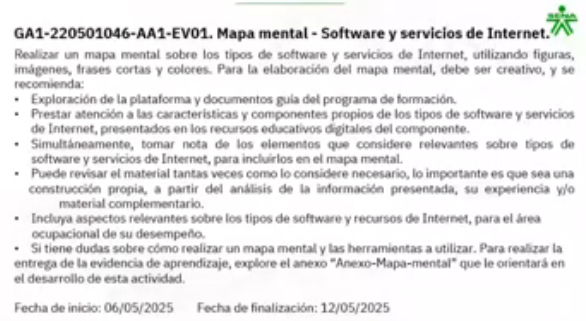 SENA
GA1-220501046-AA1-EV01. Mapa mental - Software y servicios de Internet.
Realizar un mapa mental sobre los tipos de software y servicios de Internet, utilizando figuras,
imágenes, frases cortas y colores. Para la elaboración del mapa mental, debe ser creativo, y se
recomienda:
• Exploración de la plataforma y documentos guía del programa de formación.
• Prestar atención a las características y componentes propios de los tipos de software y servicios
de Internet, presentados en los recursos educativos digitales del componente.
• Simultáneamente, tomar nota de los elementos que considere relevantes sobre tipos de
software y servicios de Internet, para incluirlos en el mapa mental.
• Puede revisar el material tantas veces como lo considere necesario, lo importante es que sea una
construcción propia, a partir del análisis de la información presentada, su experiencia y/o
material complementario.
• Incluya aspectos relevantes sobre los tipos de software y recursos de Internet, para el área
ocupacional de su desempeño.
• Si tiene dudas sobre cómo realizar un mapa mental y las herramientas a utilizar. Para realizar la
entrega de la evidencia de aprendizaje, explore el anexo "Anexo-Mapa-mental" que le orientará en
el desarrollo de esta actividad.
Fecha de inicio: 06/05/2025 Fecha de finalización: 12/05/2025